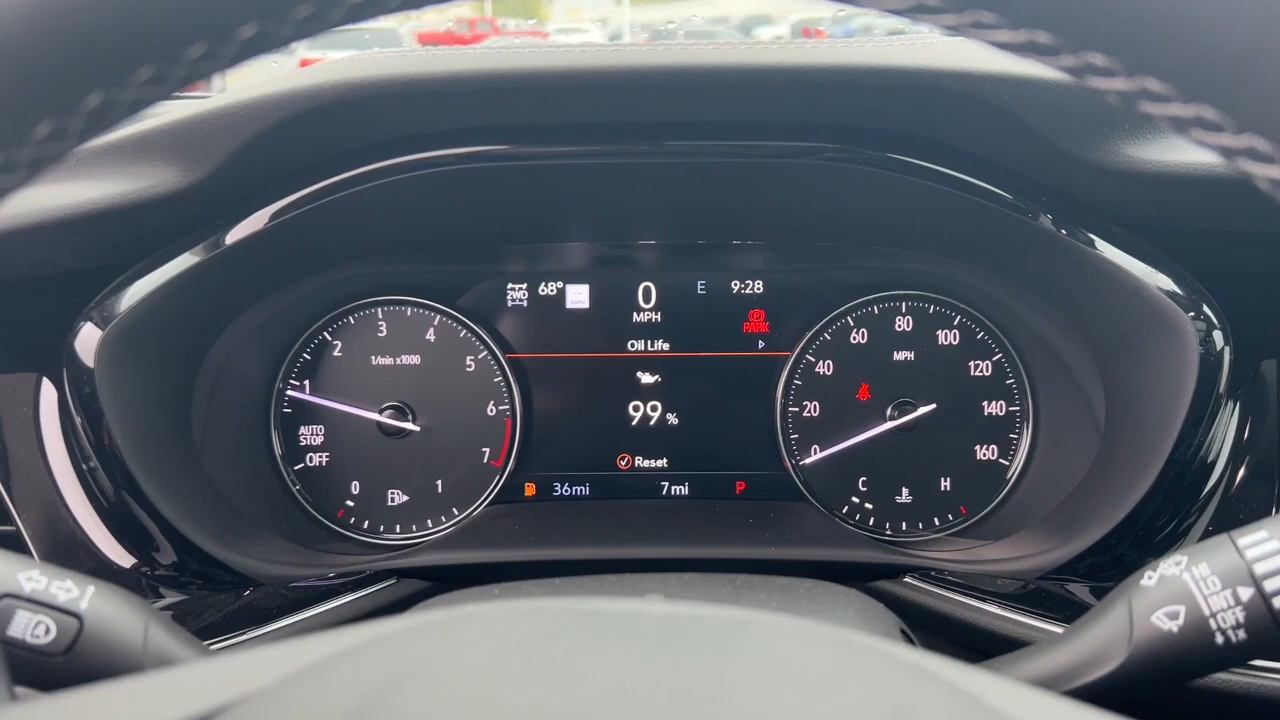 2WD 68° MPH 0 MPH E 9:28
PARK
Oil Life
99 %
Reset
36mi 7mi P
1 2 3 4 5 6 7
1/min x1000
AUTO
STOP
OFF
0 1
0 20 40 60 80 100 120 140 160
MPH
C H
HI
LO
INT
OFF
1x